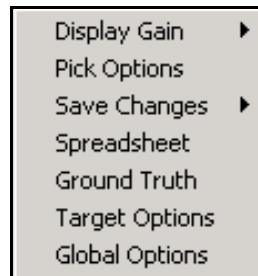 Display Gain
Pick Options
Save Changes
Spreadsheet
Ground Truth
Target Options
Global Options